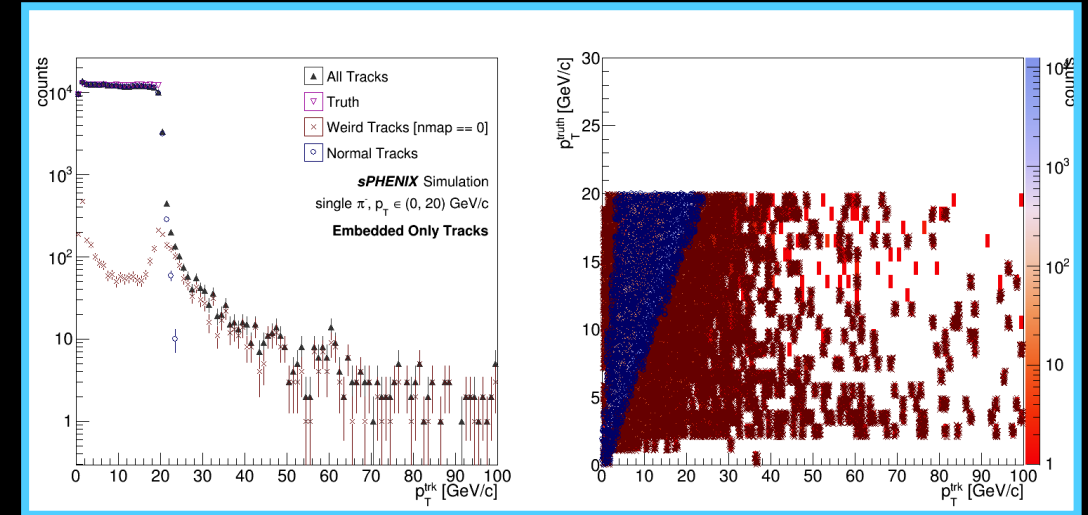 counts
10⁴
10³
10²
10
1
All Tracks
Truth
Weird Tracks [nmap == 0]
Normal Tracks
sPHENIX Simulation
single π⁻, p_T ∈ (0, 20) GeV/c
Embedded Only Tracks
0 10 20 30 40 50 60 70 80 90 100
p_T^trk [GeV/c]
p_T^truth [GeV/c]
30
25
20
15
10
5
0
0 10 20 30 40 50 60 70 80 90 100
p_T^trk [GeV/c]
counts
10⁴
10³
10²
10
1